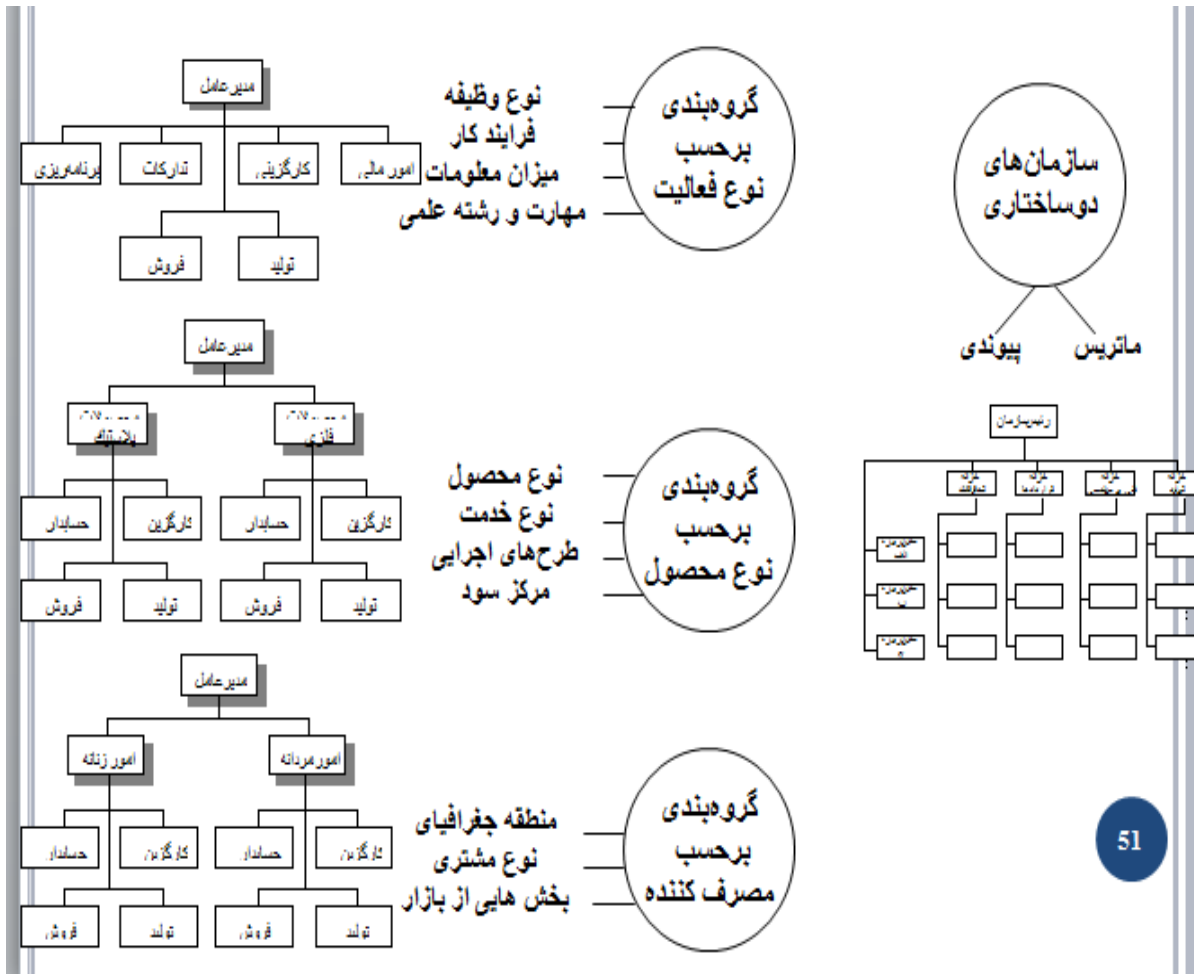 سازمان‌های
دوساختاری
ماتریس
پیوندی
رئیس‌سازمان
گروه‌بندی
برحسب
نوع فعالیت
نوع وظیفه
فرایند کار
میزان معلومات
مهارت و رشته علمی
مدیرعامل
امور مالی
کارگزینی
تدارکات
برنامه‌ریزی
تولید
فروش
گروه‌بندی
برحسب
نوع محصول
نوع محصول
نوع خدمت
طرح‌های اجرایی
مرکز سود
مدیرعامل
فلزی
پلاستیک
کارگزین
حسابدار
کارگزین
حسابدار
تولید
فروش
تولید
فروش
گروه‌بندی
برحسب
مصرف کننده
منطقه جغرافیای
نوع مشتری
بخش هایی از بازار
مدیرعامل
امور مردانه
امور زنانه
کارگزین
حسابدار
کارگزین
حسابدار
تولید
فروش
تولید
فروش
51